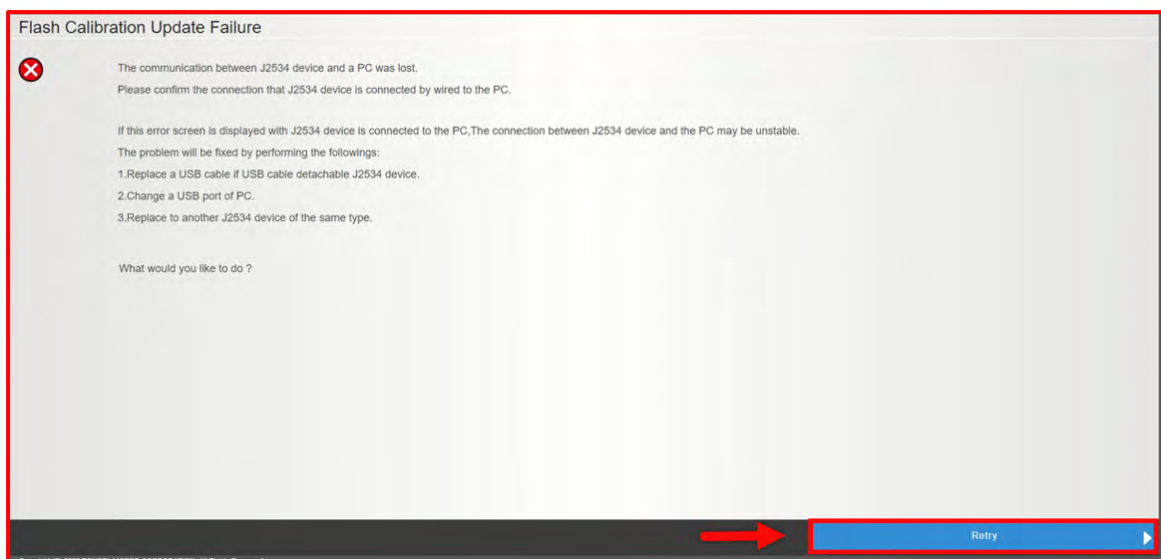 Flash Calibration Update Failure
The communication between J2534 device and a PC was lost.
Please confirm the connection that J2534 device is connected by wired to the PC.
If this error screen is displayed with J2534 device is connected to the PC,The connection between J2534 device and the PC may be unstable.
The problem will be fixed by performing the followings:
1.Replace a USB cable if USB cable detachable J2534 device.
2.Change a USB port of PC.
3.Replace to another J2534 device of the same type.
What would you like to do ?
Retry